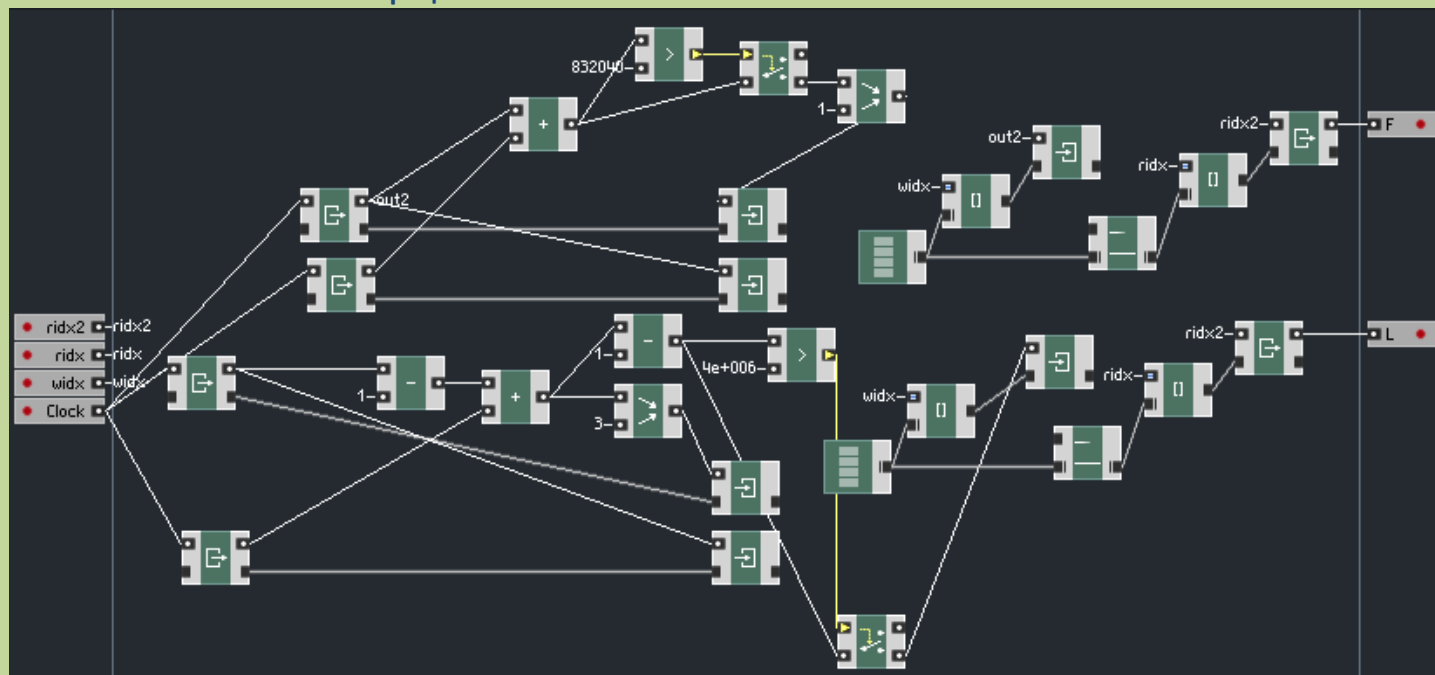 >
832040
1
+
out2
out2
ridx2
F
ridx
widx
[]
[]
ridx2
ridx2
ridx
ridx
widx
widx
Clock
-
1
-
1
>
4e+006
+
3
ridx2
L
ridx
widx
[]
[]